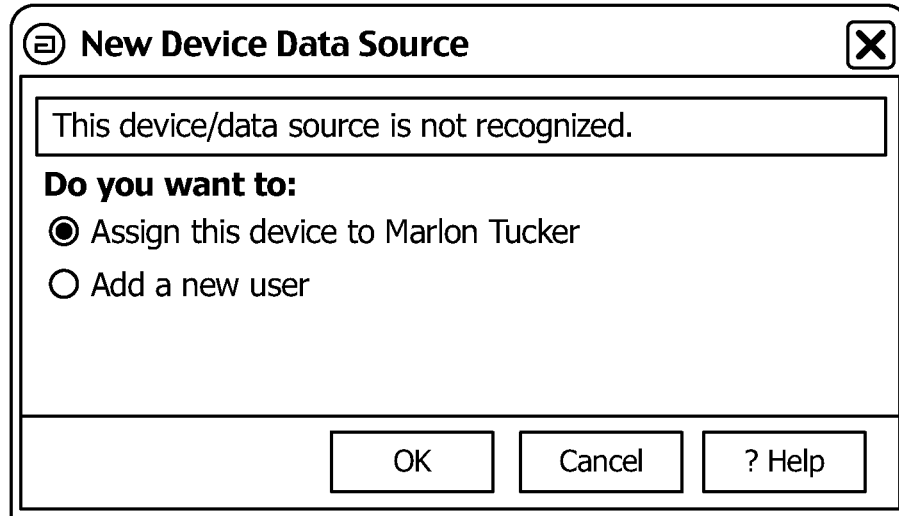 New Device Data Source
This device/data source is not recognized.
Do you want to:
Assign this device to Marlon Tucker
Add a new user
OK Cancel ? Help